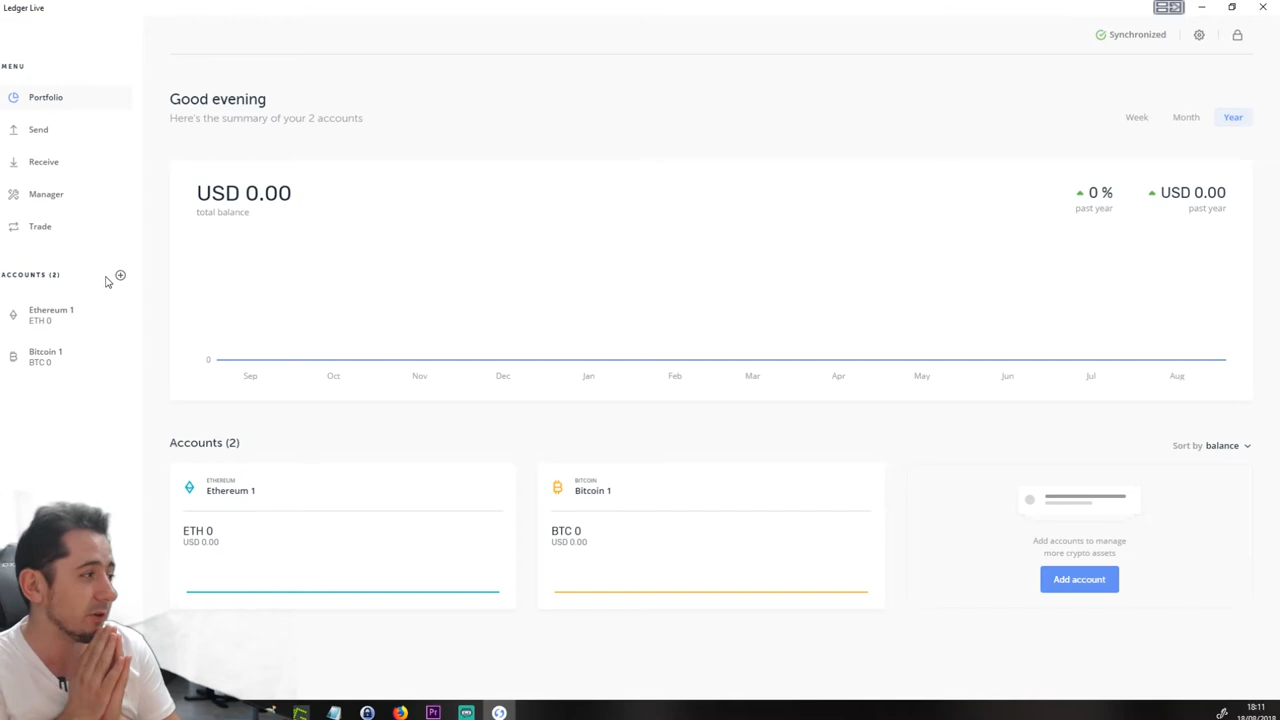 Ledger Live
Synchronized
MENU
Portfolio
Send
Receive
Manager
Trade
ACCOUNTS (2)
Ethereum 1
ETH 0
Bitcoin 1
BTC 0
Good evening
Here's the summary of your 2 accounts
Week Month Year
USD 0.00
total balance
0 %
past year
USD 0.00
past year
0
Sep Oct Nov Dec Jan Feb Mar Apr May Jun Jul Aug
Accounts (2)
Sort by balance
ETHEREUM
Ethereum 1
ETH 0
USD 0.00
BITCOIN
Bitcoin 1
BTC 0
USD 0.00
Add accounts to manage
more crypto assets
Add account
Pr
18:11
18/08/2018